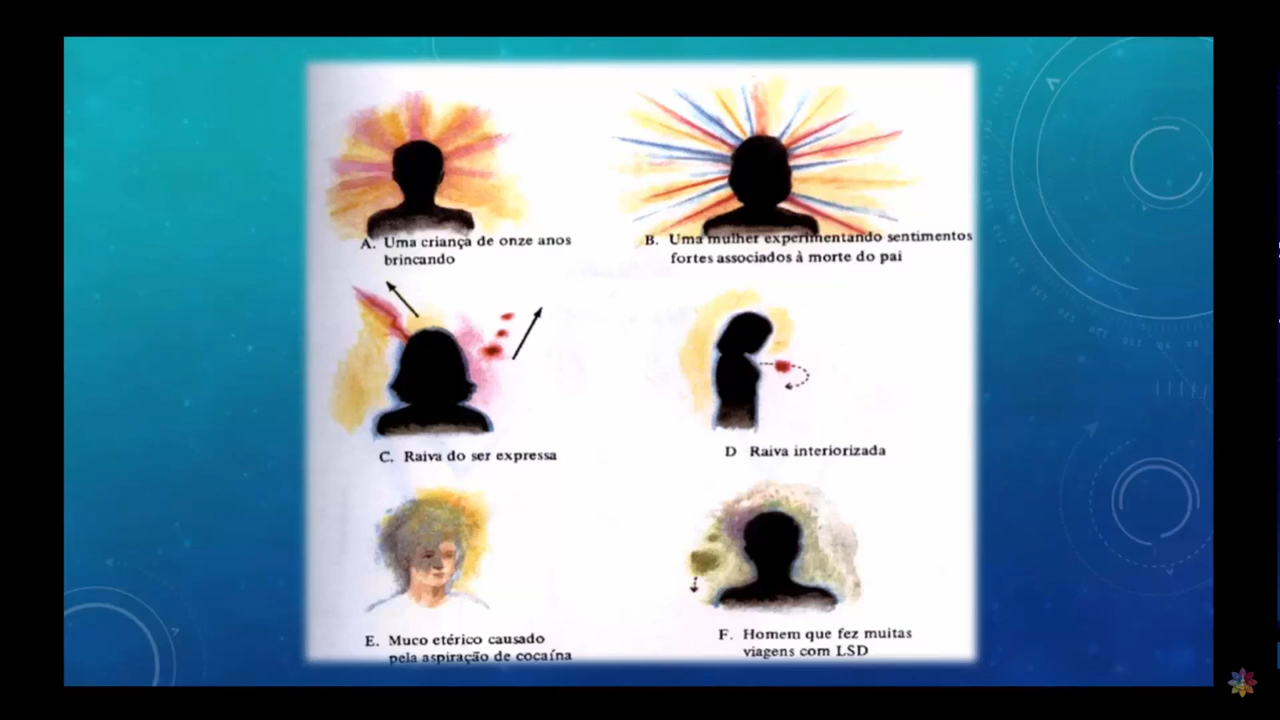 A. Uma criança de onze anos
brincando
B. Uma mulher experimentando sentimentos
fortes associados à morte do pai
C. Raiva do ser expressa
D Raiva interiorizada
E. Muco etérico causado
pela aspiração de cocaína
F. Homem que fez muitas
viagens com LSD